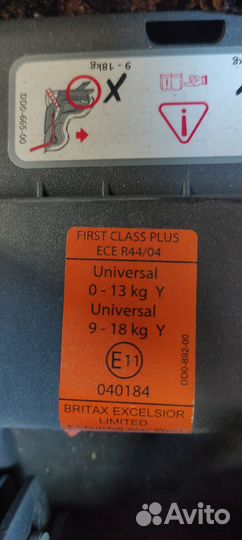 9 - 18kg
DD0-665-00
FIRST CLASS PLUS
ECE R44/04
Universal
0 - 13 kg Y
Universal
9 - 18 kg Y
E11
040184
DD0-892-00
BRITAX EXCELSIOR
LIMITED
Avito